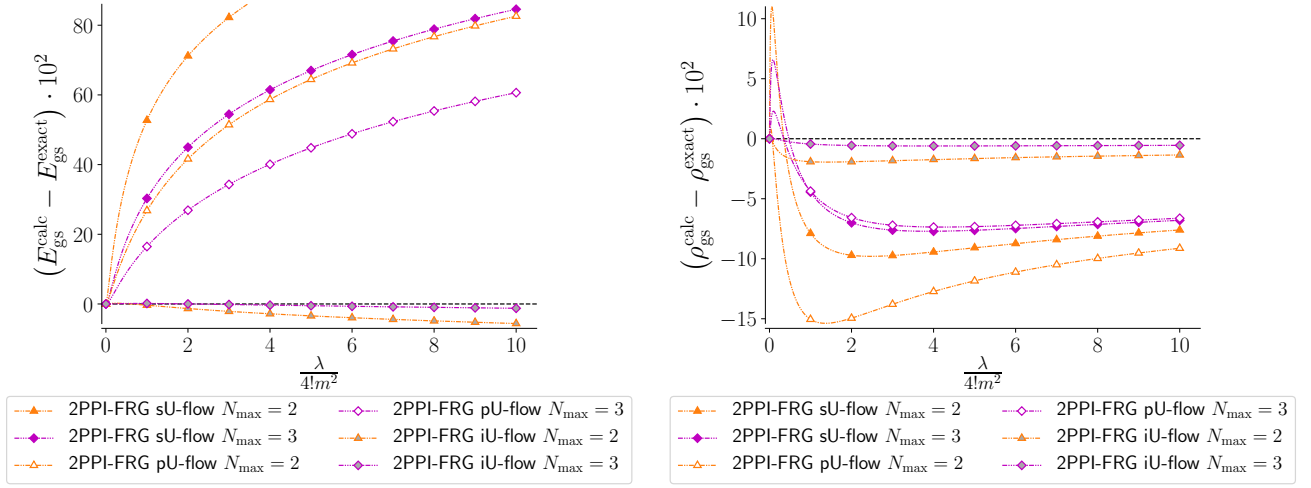 80
60
40
20
0
(E_gs^calc − E_gs^exact) · 10^2
0 2 4 6 8 10
λ/4!m^2
2PPI-FRG sU-flow N_max = 2
2PPI-FRG sU-flow N_max = 3
2PPI-FRG pU-flow N_max = 2
2PPI-FRG pU-flow N_max = 3
2PPI-FRG iU-flow N_max = 2
2PPI-FRG iU-flow N_max = 3
10
5
0
−5
−10
−15
(ρ_gs^calc − ρ_gs^exact) · 10^2
0 2 4 6 8 10
λ/4!m^2
2PPI-FRG sU-flow N_max = 2
2PPI-FRG sU-flow N_max = 3
2PPI-FRG pU-flow N_max = 2
2PPI-FRG pU-flow N_max = 3
2PPI-FRG iU-flow N_max = 2
2PPI-FRG iU-flow N_max = 3